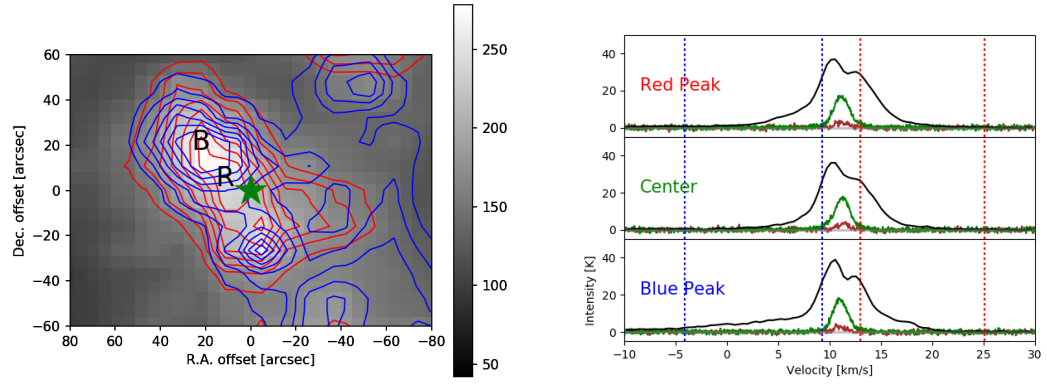 60
40
20
0
−20
−40
−60
Dec. offset [arcsec]
80 60 40 20 0 −20 −40 −60 −80
R.A. offset [arcsec]
B
R
250
200
150
100
50
Red Peak
40
20
0
Center
40
20
0
Blue Peak
40
20
0
Intensity [K]
−10 −5 0 5 10 15 20 25 30
Velocity [km/s]